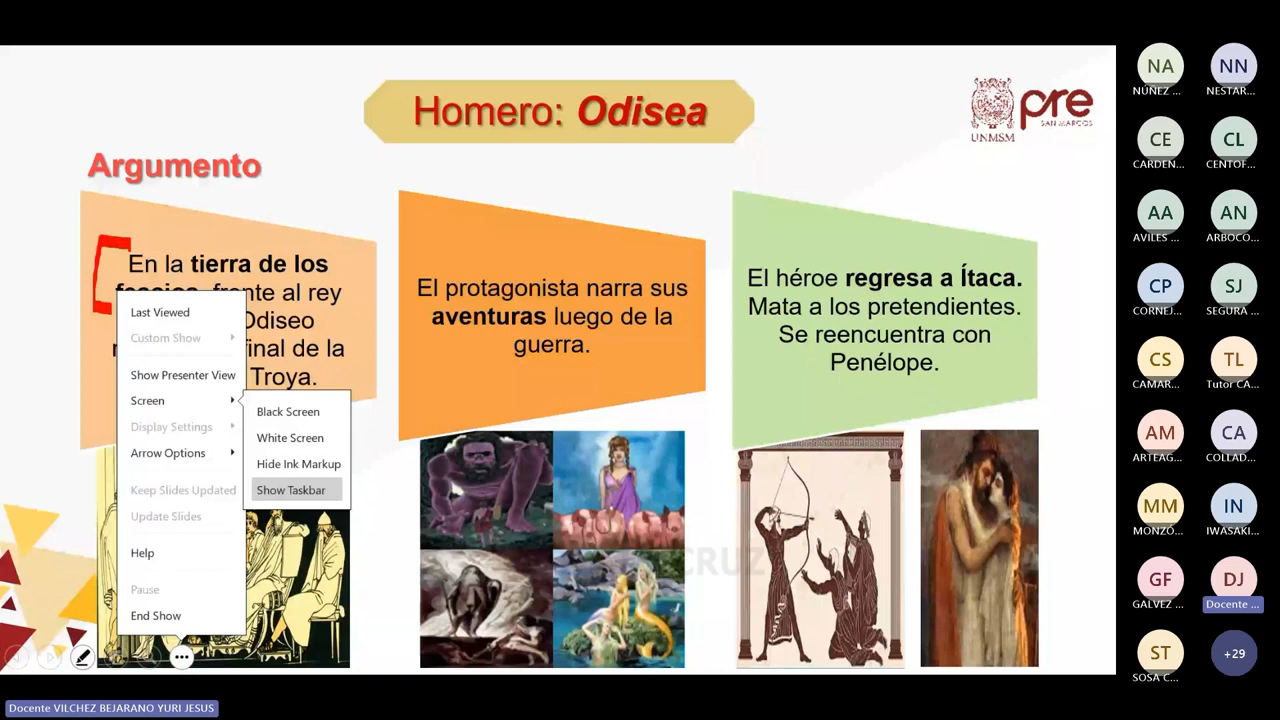 Homero: Odisea
UNMSM
pre
SAN MARCOS
Argumento
En la tierra de los
frente al rey
Odiseo
final de la
Troya.
El protagonista narra sus
aventuras luego de la
guerra.
El héroe regresa a Ítaca.
Mata a los pretendientes.
Se reencuentra con
Penélope.
Last Viewed
Custom Show
Show Presenter View
Screen
Display Settings
Arrow Options
Keep Slides Updated
Update Slides
Help
Pause
End Show
Black Screen
White Screen
Hide Ink Markup
Show Taskbar
CRUZ
NA
NUÑEZ ...
NN
NESTAR...
CE
CARDEN...
CL
CENTOF...
AA
AVILES ...
AN
ARBOCO...
CP
CORNEJ...
SJ
SEGURA ...
CS
CAMAR...
TL
Tutor CA...
AM
ARTEAG...
CA
COLLAD...
MM
MONZÓ...
IN
IWASAKI...
GF
GALVEZ ...
DJ
Docente ...
ST
SOSA C...
+29
Docente VILCHEZ BEJARANO YURI JESUS